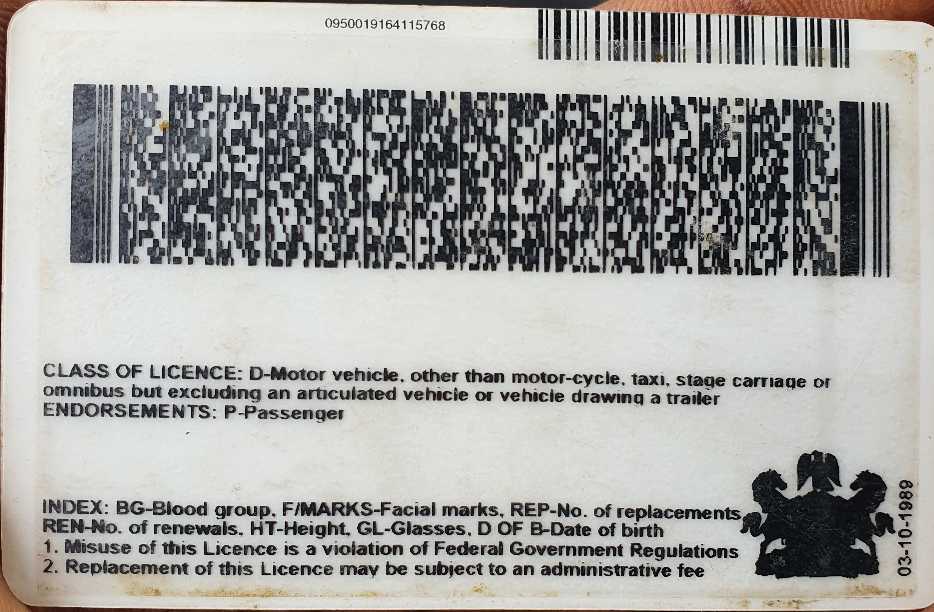 0950019164115768
CLASS OF LICENCE: D-Motor vehicle, other than motor-cycle, taxi, stage carriage or
omnibus but excluding an articulated vehicle or vehicle drawing a trailer
ENDORSEMENTS: P-Passenger
INDEX: BG-Blood group, F/MARKS-Facial marks, REP-No. of replacements
REN-No. of renewals, HT-Height, GL-Glasses, D OF B-Date of birth
1. Misuse of this Licence is a violation of Federal Government Regulations
2. Replacement of this Licence may be subject to an administrative fee
03-10-1989